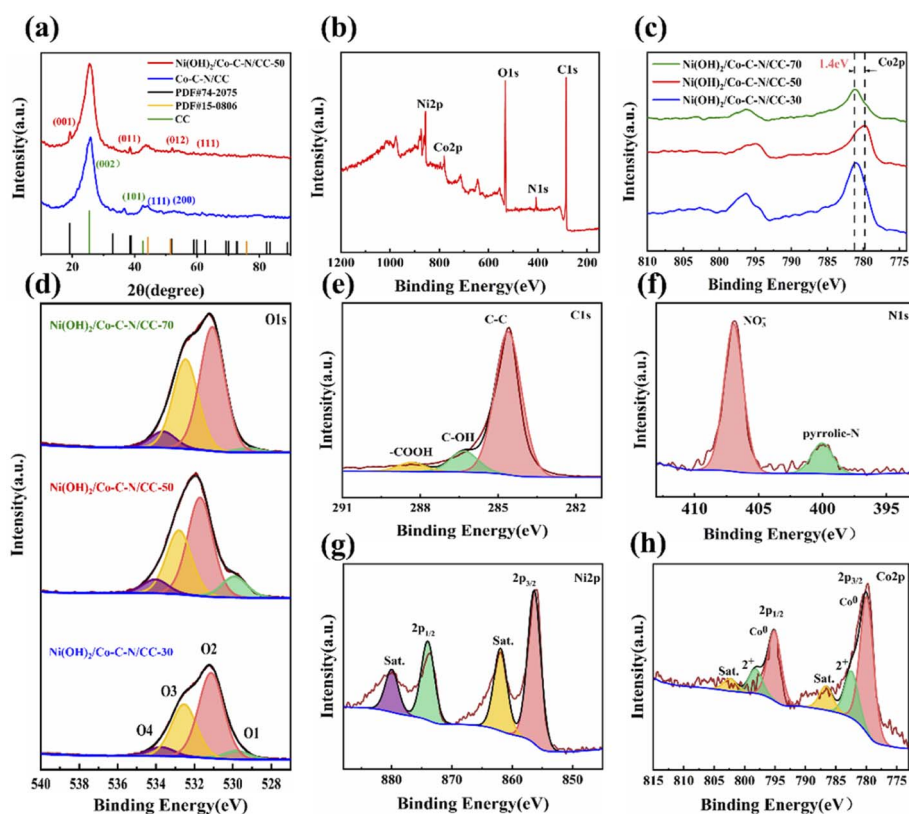 (a)
Intensity(a.u.)
Ni(OH)₂/Co-C-N/CC-50
Co-C-N/CC
PDF#74-2075
PDF#15-0806
CC
(001)
(011)
(012)
(111)
(002)
(101)
(111)
(200)
20 40 60 80
2θ(degree)
(b)
Intensity(a.u.)
O1s
C1s
Ni2p
Co2p
N1s
1200 1000 800 600 400 200
Binding Energy(eV)
(c)
Intensity(a.u.)
Ni(OH)₂/Co-C-N/CC-70
Ni(OH)₂/Co-C-N/CC-50
Ni(OH)₂/Co-C-N/CC-30
1.4eV
Co2p
810 805 800 795 790 785 780 775
Binding Energy(eV)
(d)
Intensity(a.u.)
Ni(OH)₂/Co-C-N/CC-70
O1s
Ni(OH)₂/Co-C-N/CC-50
Ni(OH)₂/Co-C-N/CC-30
O2
O3
O4
O1
540 538 536 534 532 530 528
Binding Energy(eV)
(e)
Intensity(a.u.)
C1s
C-C
C-OH
-COOH
291 288 285 282
Binding Energy(eV)
(f)
Intensity(a.u.)
N1s
NO₃⁻
pyrrolic-N
410 405 400 395
Binding Energy(eV)
(g)
Intensity(a.u.)
Ni2p
2p₃/₂
2p₁/₂
Sat.
Sat.
880 870 860 850
Binding Energy(eV)
(h)
Intensity(a.u.)
2p₃/₂
Co2p
Co⁰
2p₁/₂
Co⁰
2⁺
Sat.
2⁺
Sat.
815 810 805 800 795 790 785 780 775
Binding Energy(eV)